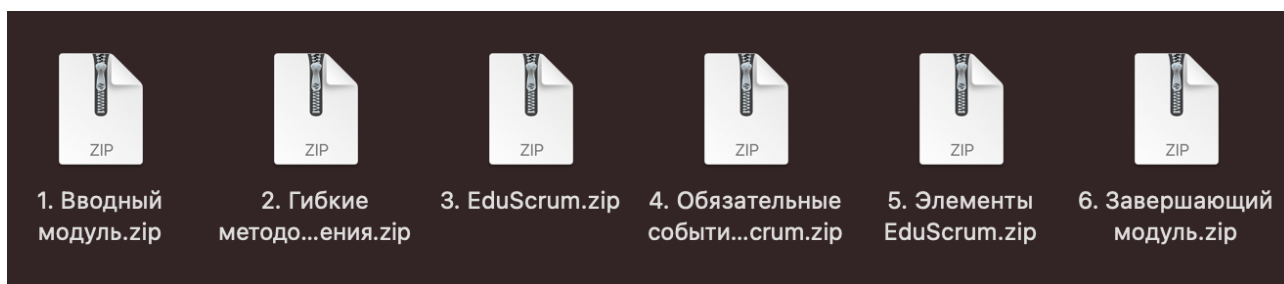 ZIP ZIP ZIP ZIP ZIP ZIP
1. Вводный
модуль.zip
2. Гибкие
методо...ения.zip
3. EduScrum.zip
4. Обязательные
событи...crum.zip
5. Элементы
EduScrum.zip
6. Завершающий
модуль.zip